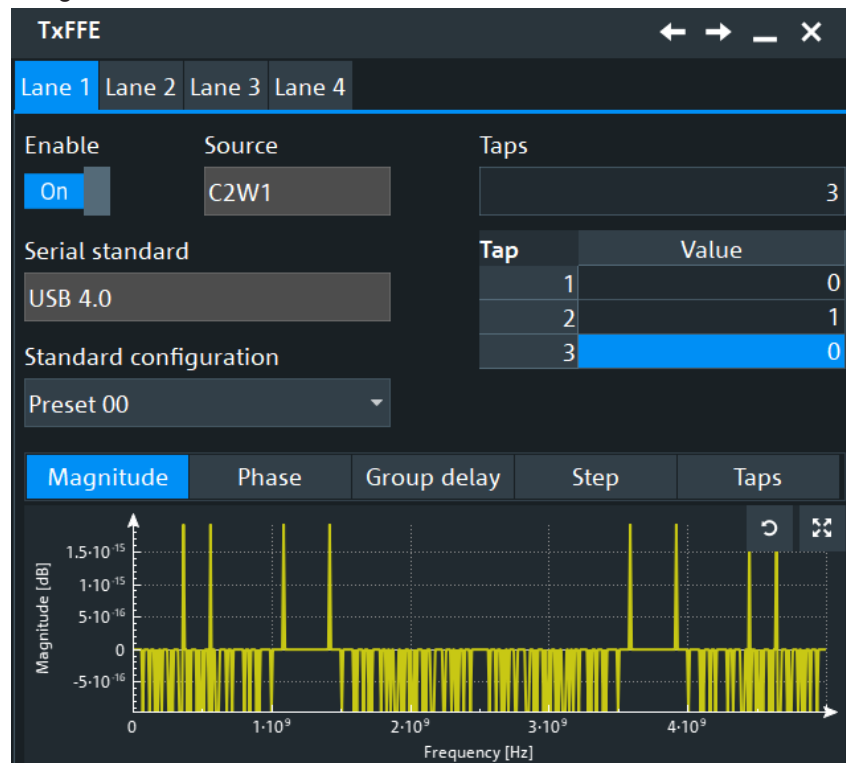 TxFFE
Lane 1 Lane 2 Lane 3 Lane 4
Enable Source Taps
On C2W1 3
Serial standard
USB 4.0
Tap Value
1 0
2 1
3 0
Standard configuration
Preset 00
Magnitude Phase Group delay Step Taps
Magnitude [dB]
1.5·10⁻¹⁵
1·10⁻¹⁵
5·10⁻¹⁶
0
-5·10⁻¹⁶
0 1·10⁹ 2·10⁹ 3·10⁹ 4·10⁹
Frequency [Hz]